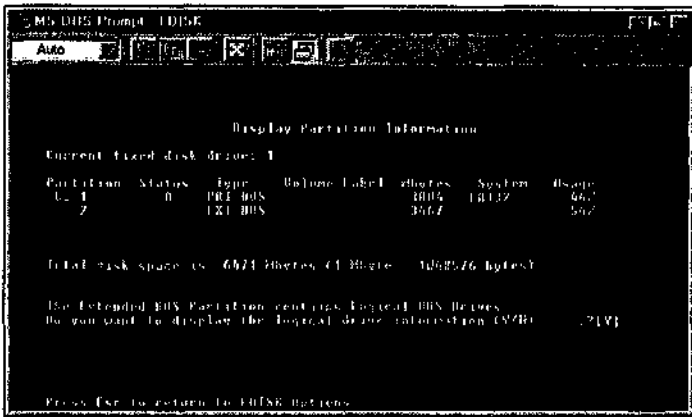 MS-DOS Prompt - FDISK
Auto
Display Partition Information
Current fixed disk drive: 1
Partition Status Type Volume Label Mbytes System Usage
C: 1 A PRI DOS FAT32 46%
2 EXT DOS 3467 54%
Total disk space is Mbytes (1 Mbyte = 1048576 bytes)
The Extended DOS Partition contains Logical DOS Drives.
Do you want to display the logical drive information (Y/N) ?[Y]
Press Esc to return to FDISK Options